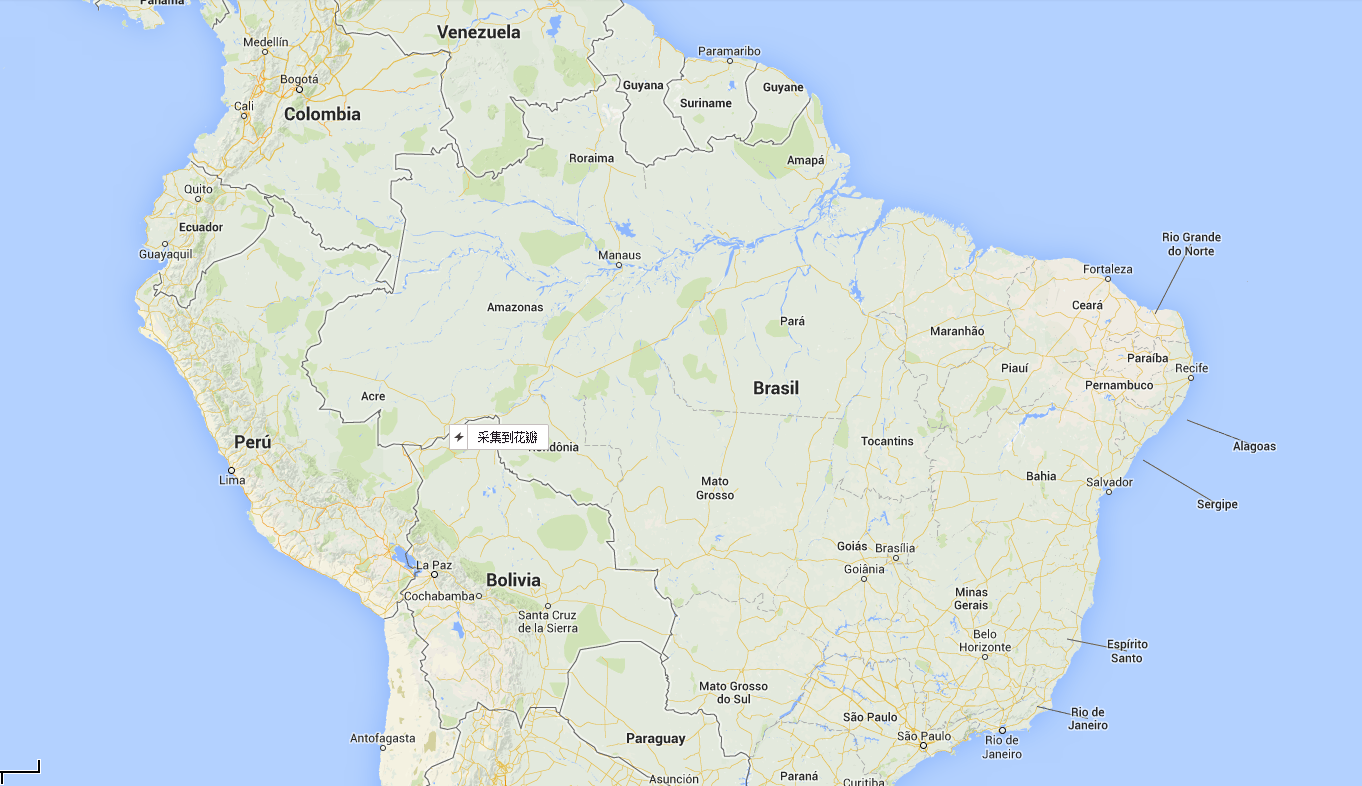 Panama
Venezuela
Medellín
Paramaribo
Bogotá
Guyana
Guyane
Suriname
Cali
Colombia
Roraima
Amapá
Quito
Ecuador
Guayaquil
Manaus
Rio Grande
do Norte
Fortaleza
Amazonas
Ceará
Pará
Maranhão
Paraíba
Piauí
Recife
Brasil
Pernambuco
Acre
采集到花瓣
Perú
Rondônia
Tocantins
Alagoas
Lima
Mato
Grosso
Bahia
Salvador
Sergipe
Goiás
Brasília
La Paz
Goiânia
Bolivia
Cochabamba
Minas
Gerais
Santa Cruz
de la Sierra
Belo
Horizonte
Espírito
Santo
Mato Grosso
do Sul
São Paulo
Rio de
Janeiro
Antofagasta
Paraguay
São Paulo
Rio de
Janeiro
Asunción
Paraná
Curitiba